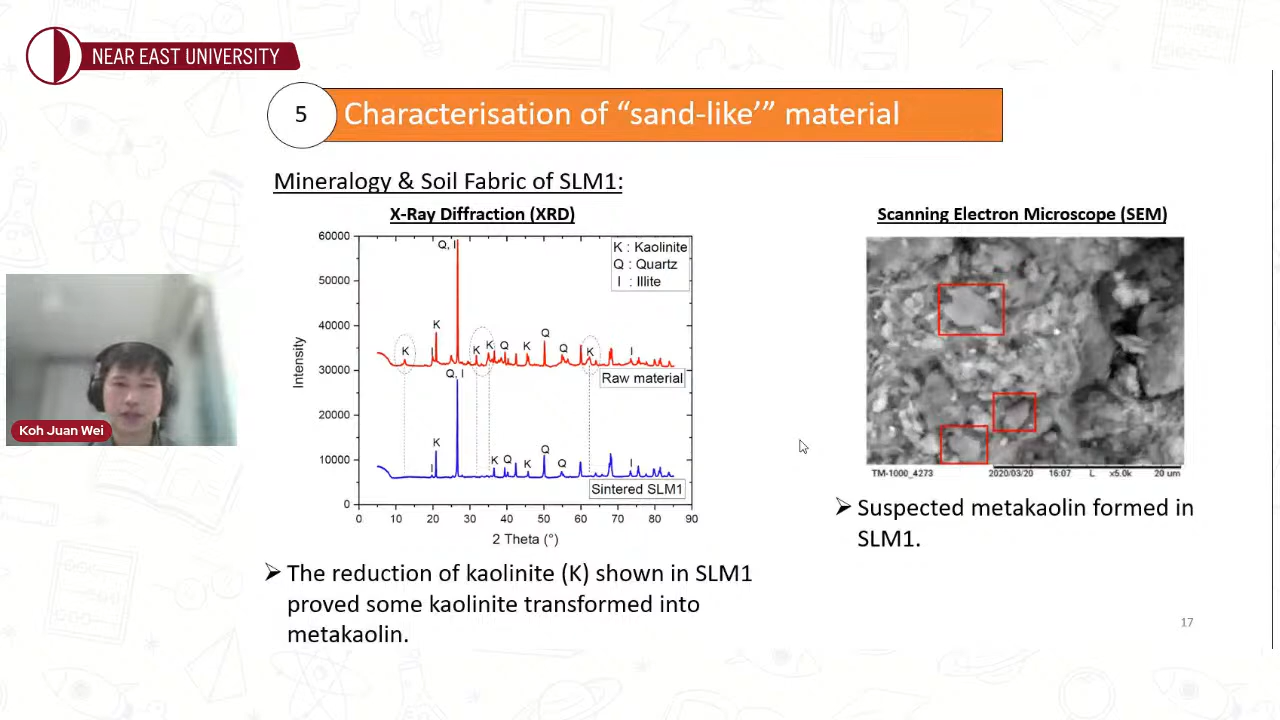 NEAR EAST UNIVERSITY
5
Characterisation of “sand-like’” material
Mineralogy & Soil Fabric of SLM1:
X-Ray Diffraction (XRD)
60000
50000
40000
30000
20000
10000
0
Intensity
Q, I
K : Kaolinite
Q : Quartz
I : Illite
K
K
I
K
K
Q
K
Q
Q
K
I
Raw material
Q, I
K
I
K
Q
K
Q
Q
I
Sintered SLM1
0 10 20 30 40 50 60 70 80 90
2 Theta (°)
➢ The reduction of kaolinite (K) shown in SLM1
proved some kaolinite transformed into
metakaolin.
Scanning Electron Microscope (SEM)
TM-1000_4273 2020/03/20 16:07 L x5.0k 20 um
➢ Suspected metakaolin formed in
SLM1.
17
Koh Juan Wei